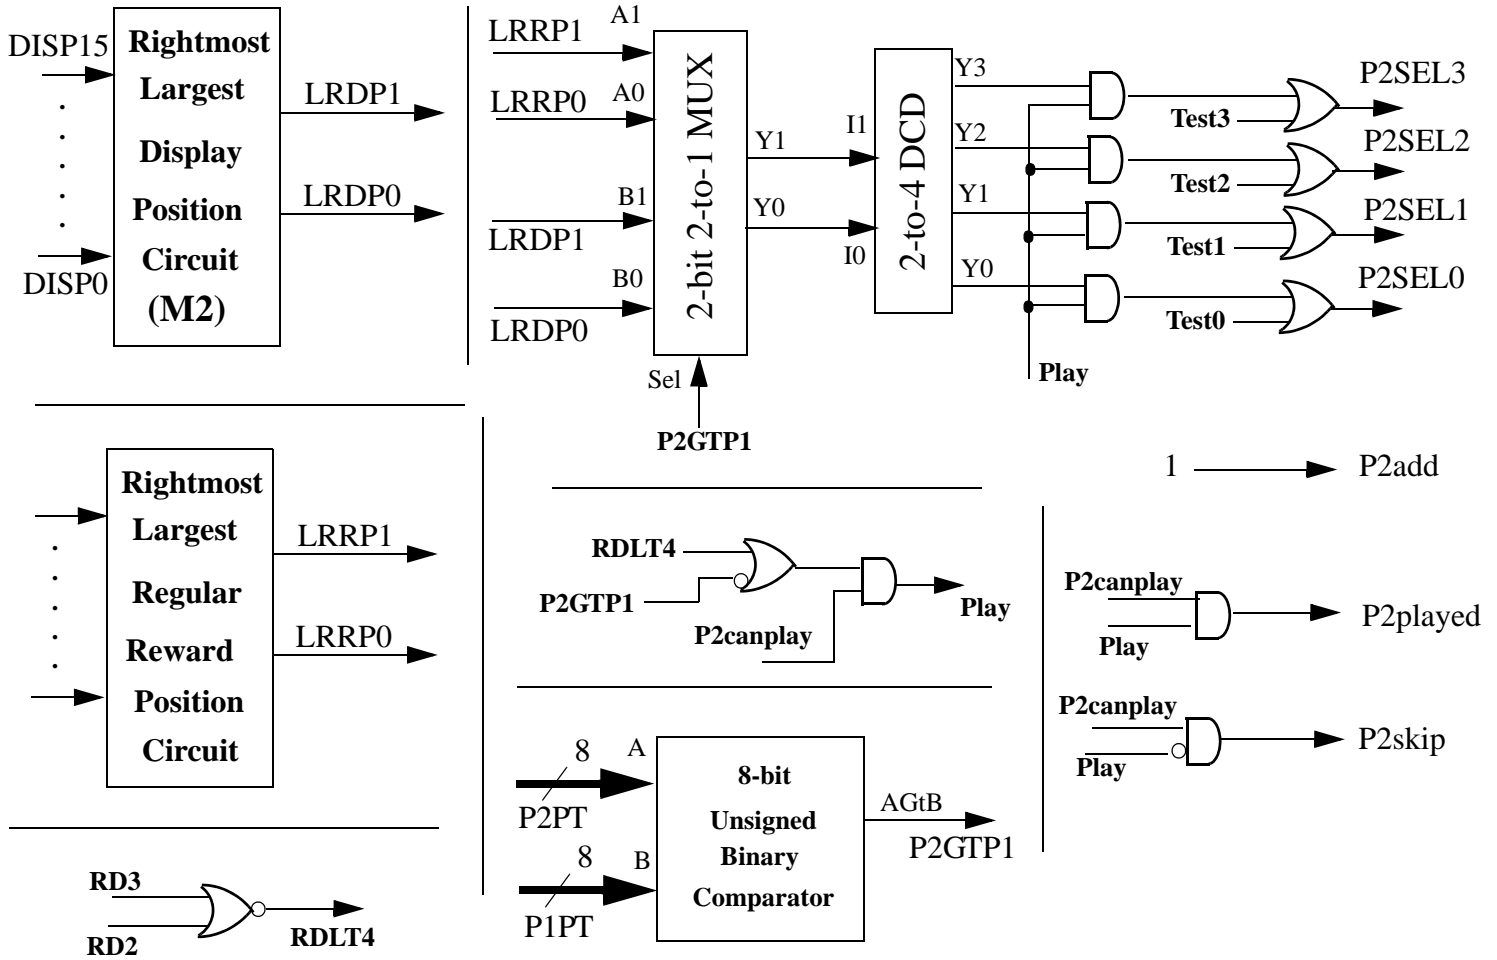 DISP15
Rightmost
Largest
Display
Position
Circuit
(M2)
DISP0
LRDP1
LRDP0
LRRP1
A1
LRRP0
A0
B1
LRDP1
B0
LRDP0
2-bit 2-to-1 MUX
Sel
P2GTP1
Y1
Y0
I1
I0
2-to-4 DCD
Y3
Y2
Y1
Y0
Play
Test3
Test2
Test1
Test0
P2SEL3
P2SEL2
P2SEL1
P2SEL0
Rightmost
Largest
Regular
Reward
Position
Circuit
LRRP1
LRRP0
RDLT4
P2GTP1
P2canplay
Play
1
P2add
P2canplay
Play
P2played
P2canplay
Play
P2skip
8
A
P2PT
8
B
P1PT
8-bit
Unsigned
Binary
Comparator
AGtB
P2GTP1
RD3
RD2
RDLT4